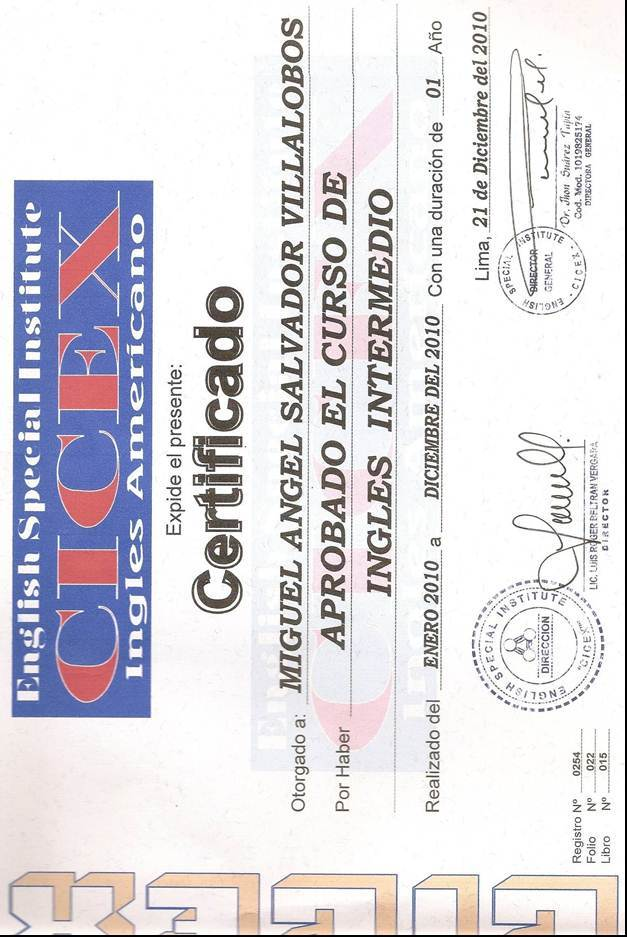 English Special Institute
CICEX
Ingles Americano
Expide el presente:
Certificado
Otorgado a: MIGUEL ANGEL SALVADOR VILLALOBOS
Por Haber APROBADO EL CURSO DE
INGLES INTERMEDIO
Realizado del ENERO 2010 a DICIEMBRE DEL 2010 Con una duración de 01 Año
Lima, 21 de Diciembre del 2010
ENGLISH SPECIAL INSTITUTE
"CICEX"
DIRECCION
LIC. LUIS ROGER BELTRAN VERGARA
DIRECTOR
ENGLISH SPECIAL INSTITUTE
CICEX
DIRECTOR
GENERAL
Dr. Jhon Suárez Tapia
Cod. Mod. 1019825174
DIRECTORA GENERAL
Registro Nº 0254
Folio Nº 022
Libro Nº 015